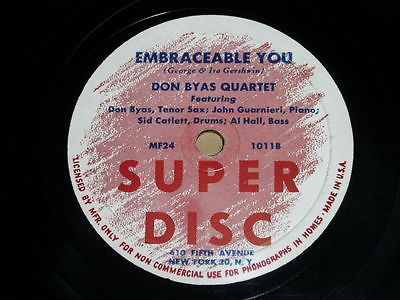 EMBRACEABLE YOU
(George & Ira Gershwin)
DON BYAS QUARTET
Featuring
Don Byas, Tenor Sax; John Guarnieri, Piano;
Sid Catlett, Drums; Al Hall, Bass
MF24 1011B
SUPER
DISC
610 FIFTH AVENUE
NEW YORK 20, N. Y.
LICENSED BY MFR. ONLY FOR NON COMMERCIAL USE FOR PHONOGRAPHS IN HOMES · MADE IN U.S.A.